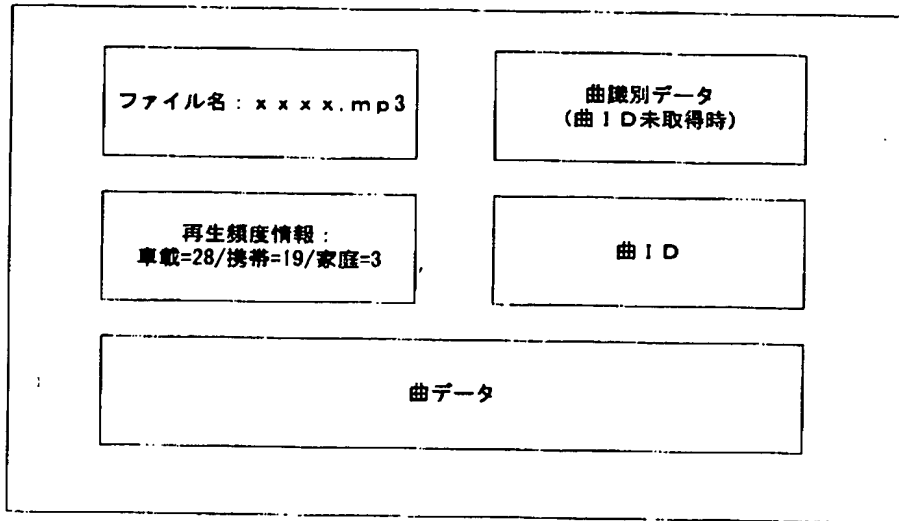 ファイル名：ｘｘｘｘ.mp3
曲識別データ
（曲ＩＤ未取得時）
再生頻度情報：
車載=28/携帯=19/家庭=3
曲ＩＤ
曲データ